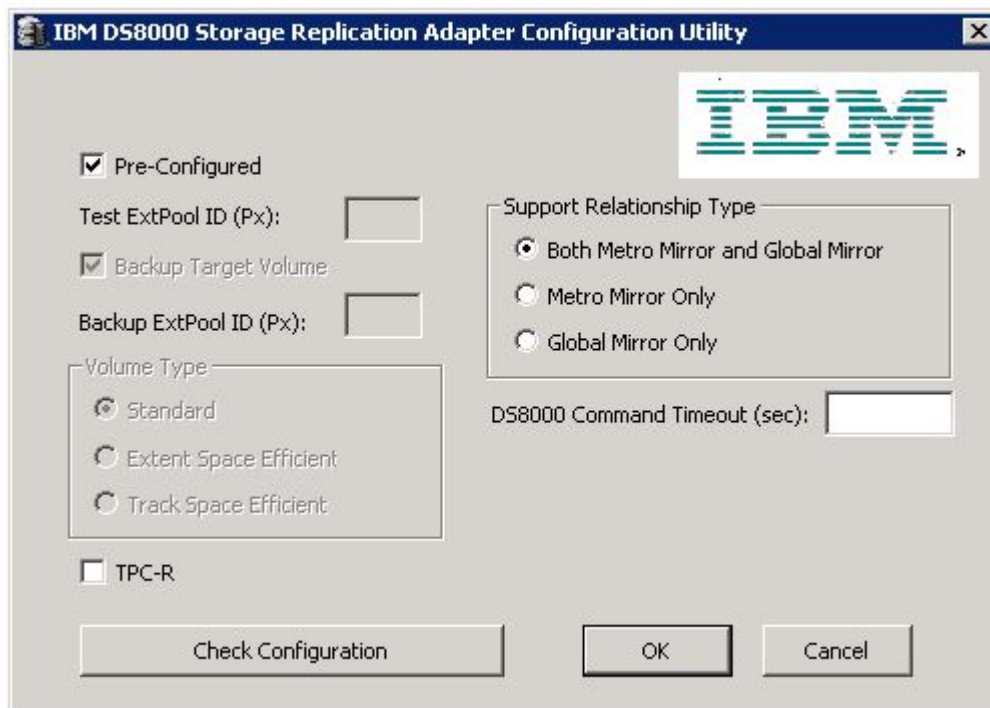 IBM DS8000 Storage Replication Adapter Configuration Utility
IBM
Pre-Configured
Test ExtPool ID (Px):
Backup Target Volume
Backup ExtPool ID (Px):
Volume Type
Standard
Extent Space Efficient
Track Space Efficient
TPC-R
Support Relationship Type
Both Metro Mirror and Global Mirror
Metro Mirror Only
Global Mirror Only
DS8000 Command Timeout (sec):
Check Configuration
OK
Cancel